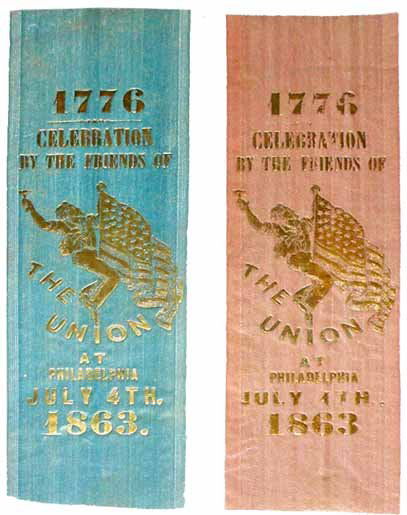 1776
CELEBRATION
BY THE FRIENDS OF
THE UNION
AT
PHILADELPHIA
JULY 4TH.
1863.
1776
CELEBRATION
BY THE FRIENDS OF
THE UNION
AT
PHILADELPHIA
JULY 4TH.
1863